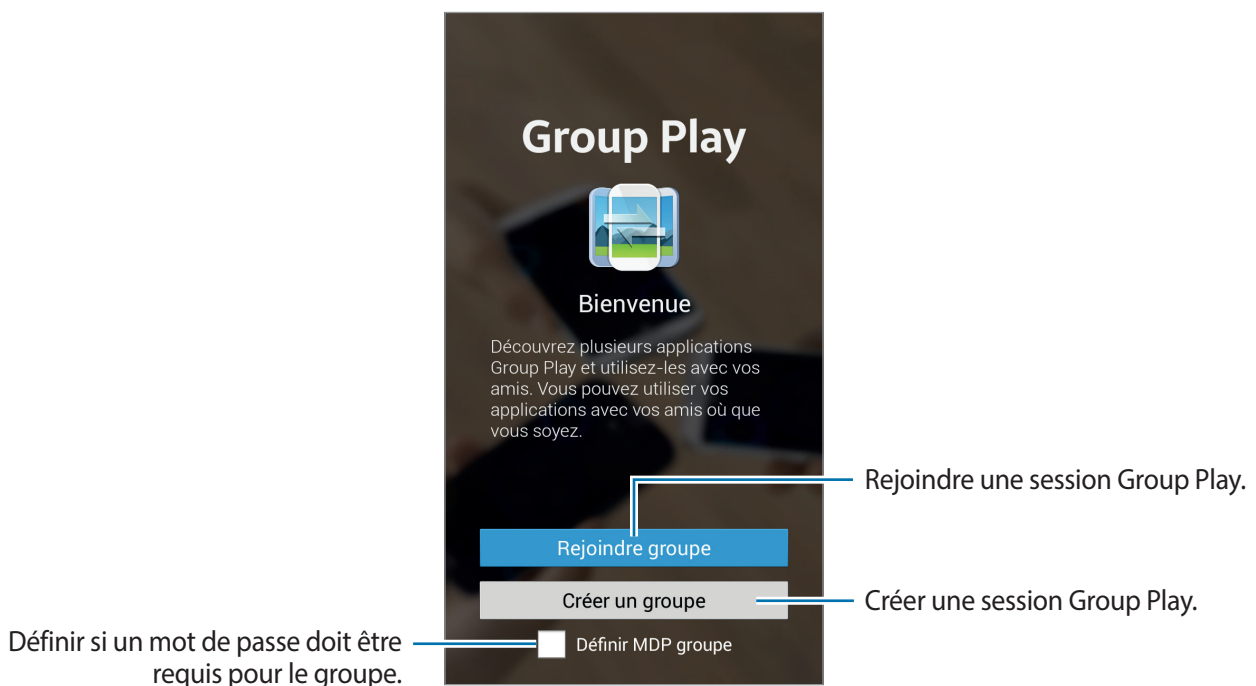 Group Play
Bienvenue
Découvrez plusieurs applications
Group Play et utilisez-les avec vos
amis. Vous pouvez utiliser vos
applications avec vos amis où que
vous soyez.
Rejoindre une session Group Play.
Rejoindre groupe
Créer un groupe
Créer une session Group Play.
Définir si un mot de passe doit être
requis pour le groupe.
Définir MDP groupe